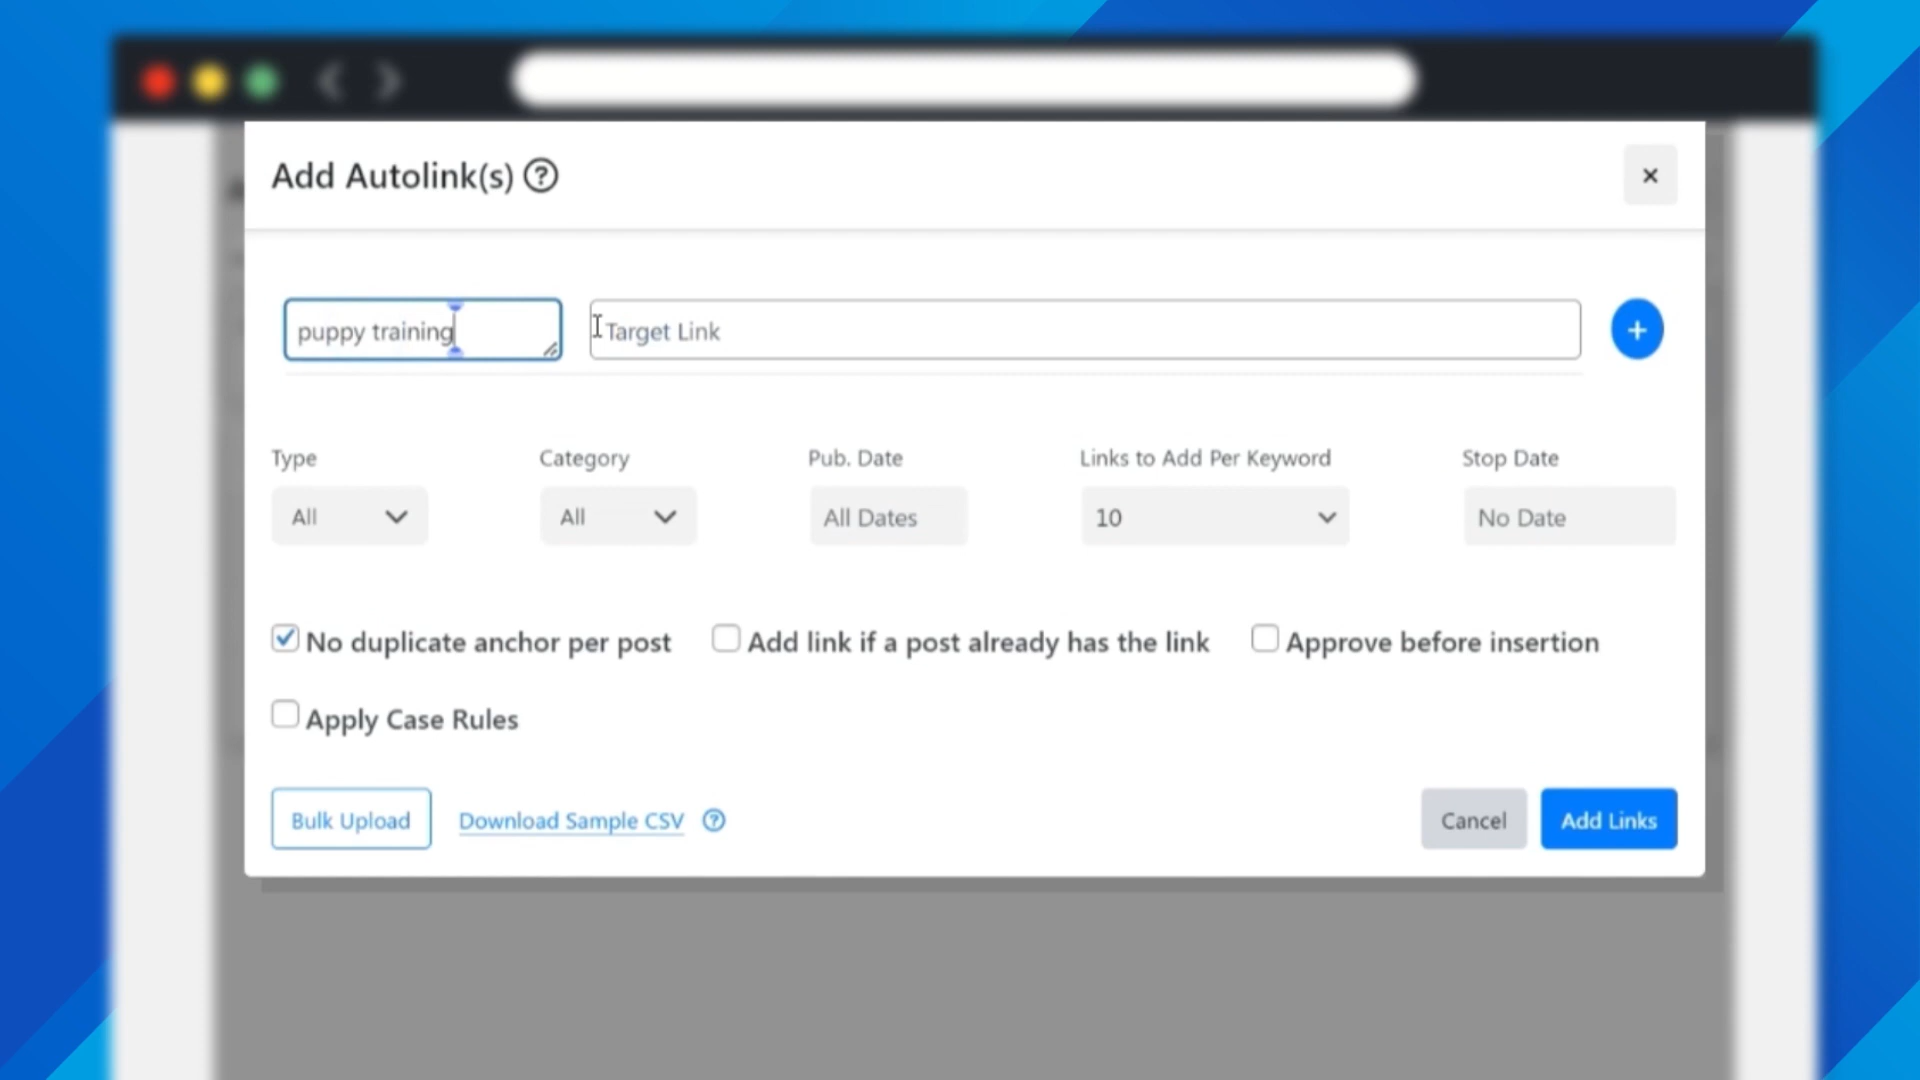 Add Autolink(s) ?
puppy training Target Link
Type Category Pub. Date Links to Add Per Keyword Stop Date
All All All Dates 10 No Date
No duplicate anchor per post Add link if a post already has the link Approve before insertion
Apply Case Rules
Bulk Upload Download Sample CSV ? Cancel Add Links